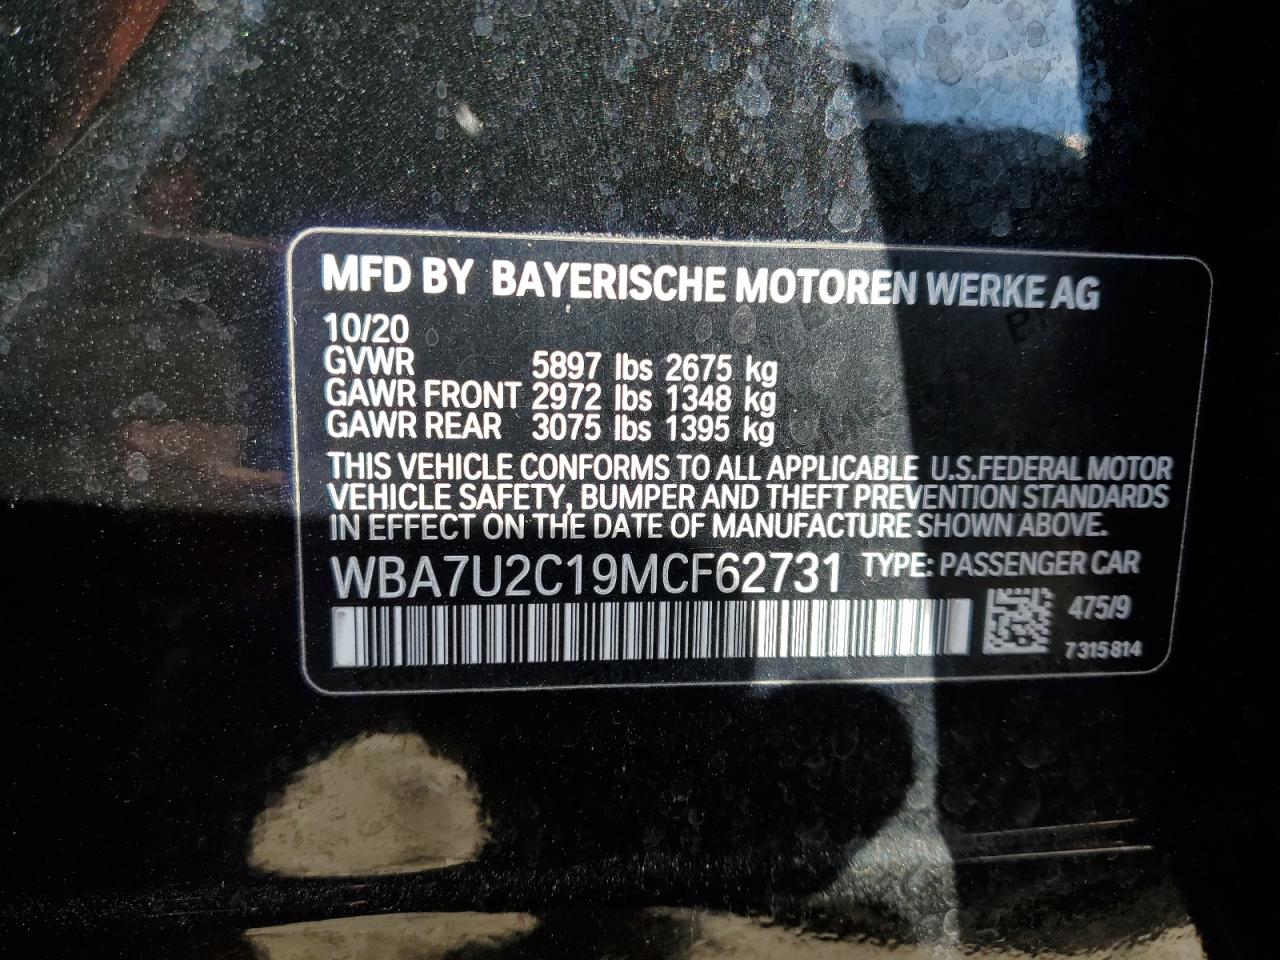 MFD BY BAYERISCHE MOTOREN WERKE AG
10/20
GVWR 5897 lbs 2675 kg
GAWR FRONT 2972 lbs 1348 kg
GAWR REAR 3075 lbs 1395 kg
THIS VEHICLE CONFORMS TO ALL APPLICABLE U.S.FEDERAL MOTOR
VEHICLE SAFETY, BUMPER AND THEFT PREVENTION STANDARDS
IN EFFECT ON THE DATE OF MANUFACTURE SHOWN ABOVE.
WBA7U2C19MCF62731 TYPE: PASSENGER CAR
475/9
7315814